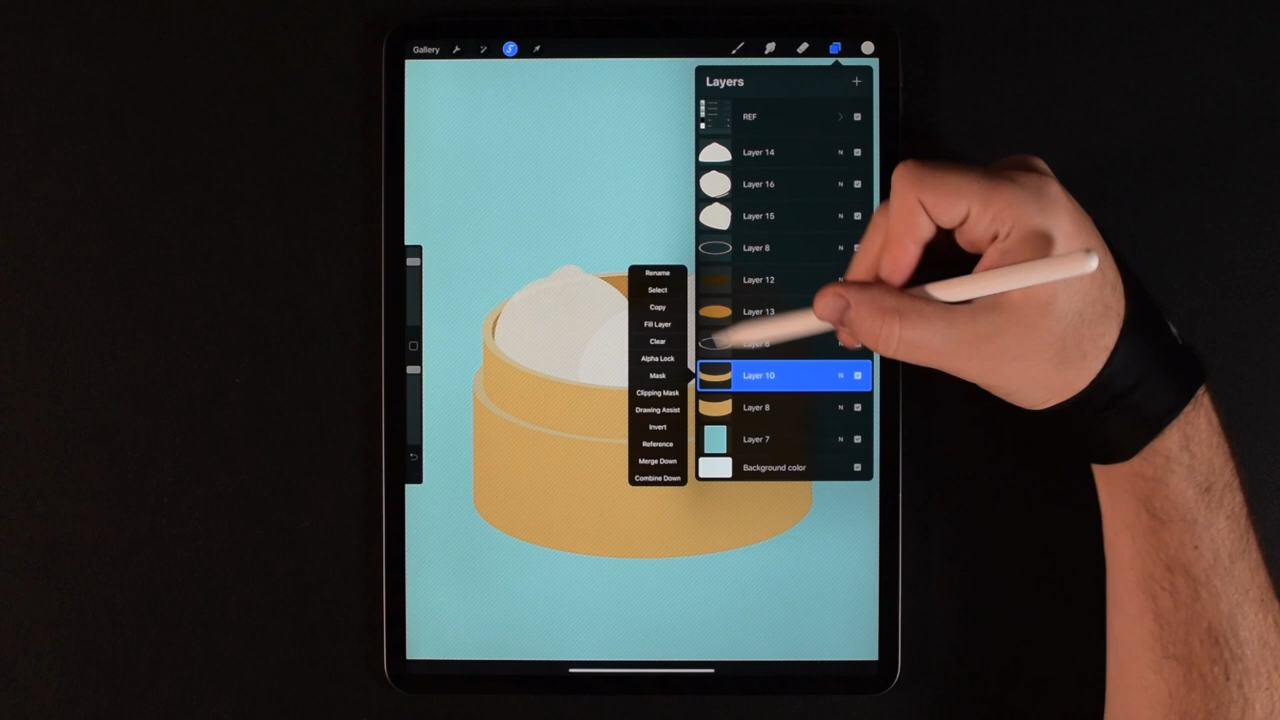 Gallery
Layers
REF
Layer 14 N
Layer 16 N
Layer 15 N
Layer 8 N
Layer 12
Layer 13
Layer 8
Layer 10 N
Layer 8 N
Layer 7 N
Background color
Rename
Select
Copy
Fill Layer
Clear
Alpha Lock
Mask
Clipping Mask
Drawing Assist
Invert
Reference
Merge Down
Combine Down